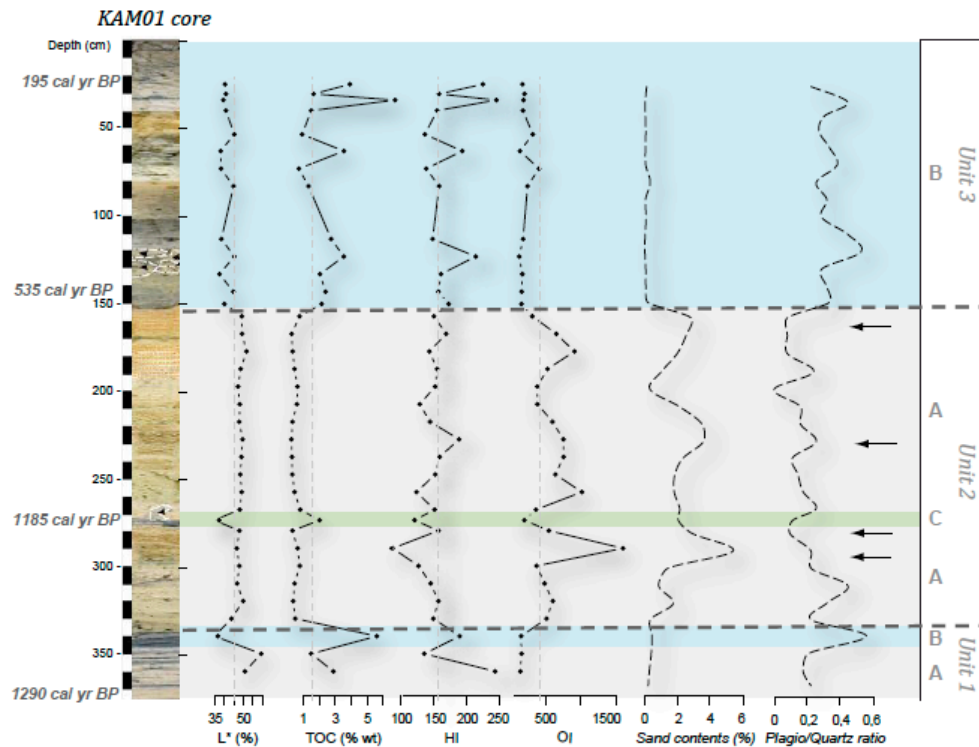 KAM01 core
Depth (cm)
195 cal yr BP
50-
100-
535 cal yr BP
150-
200-
250-
1185 cal yr BP
300-
350-
1290 cal yr BP
B
Unit 3
A
Unit 2
C
A
B
Unit 1
A
35 50
L* (%)
1 3 5
TOC (% wt)
100 150 200 250
HI
500 1500
OI
0 2 4 6
Sand contents (%)
0 0,2 0,4 0,6
Plagio/Quartz ratio